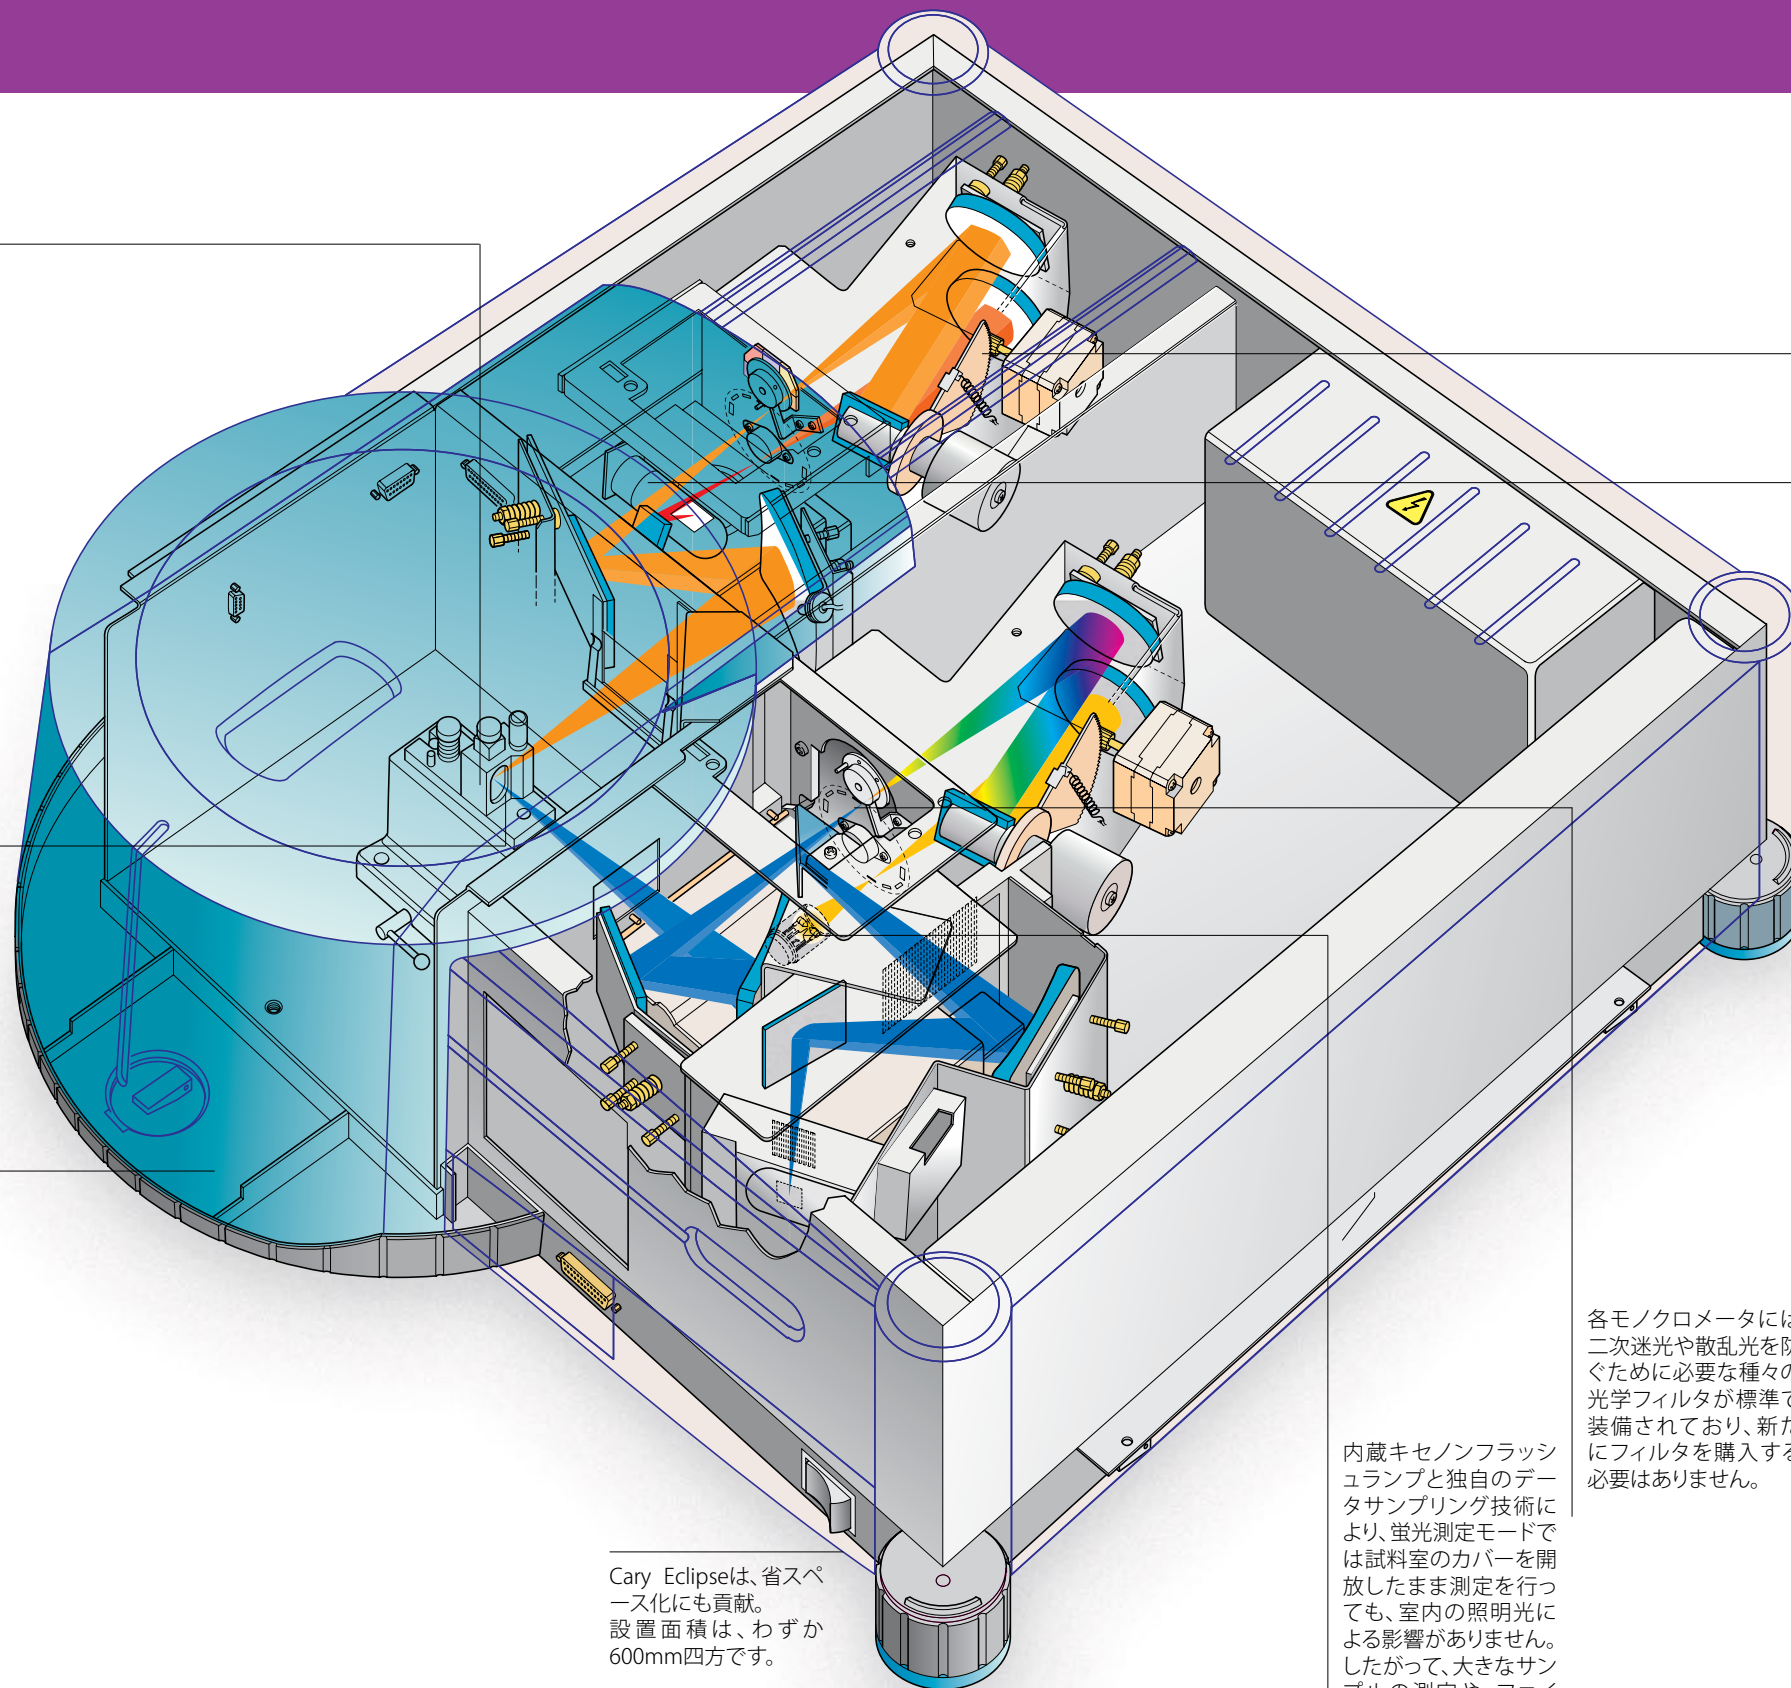 Cary Eclipseは、省スペ
ース化にも貢献。
設置面積は、わずか
600mm四方です。
内蔵キセノンフラッシ
ュランプと独自のデー
タサンプリング技術に
より、蛍光測定モードで
は試料室のカバーを開
放したまま測定を行っ
ても、室内の照明光に
よる影響がありません。
したがって、大きなサン
プルの測定や、ファイ
各モノクロメータには
二次迷光や散乱光を防
ぐために必要な種々の
光学フィルタが標準で
装備されており、新た
にフィルタを購入する
必要はありません。